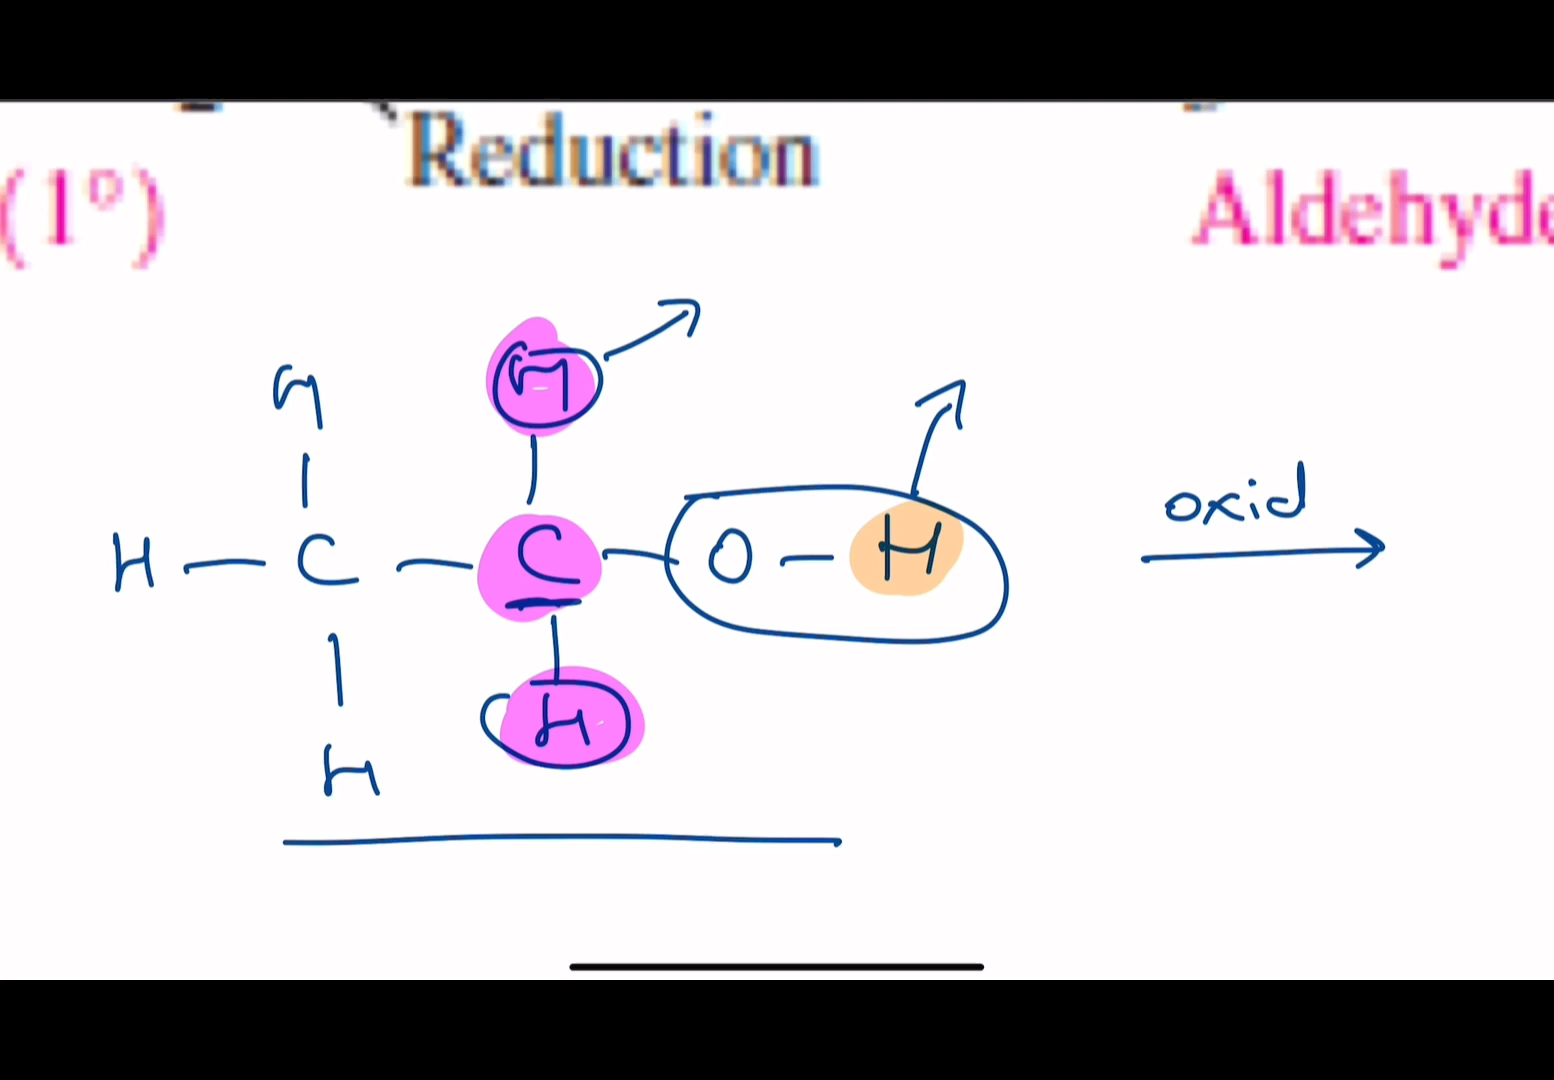 Reduction
(1°) Aldehyd
H H
H — C — C — O — H oxid
H H